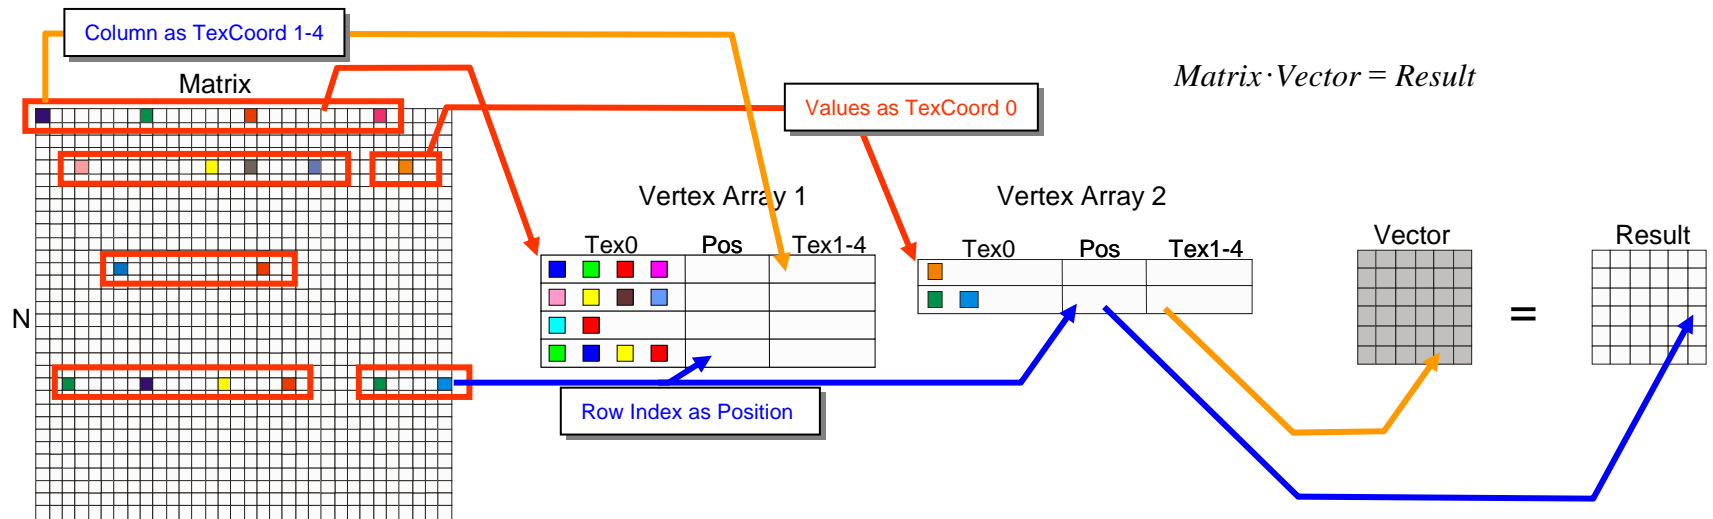 Column as TexCoord 1-4
Matrix
Matrix·Vector = Result
Values as TexCoord 0
Vertex Array 1
Vertex Array 2
Tex0 Pos Tex1-4
Tex0 Pos Tex1-4
Vector
Result
N
=
Row Index as Position